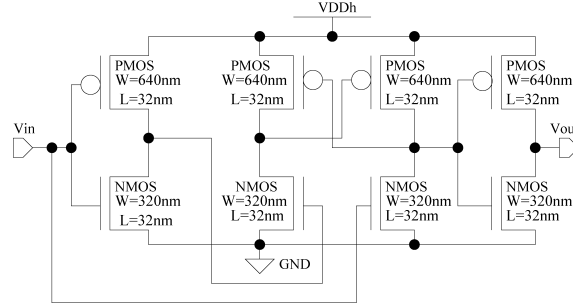 VDDh
PMOS
W=640nm
L=32nm
PMOS
W=640nm
L=32nm
PMOS
W=640nm
L=32nm
PMOS
W=640nm
L=32nm
Vin
Vou
NMOS
W=320nm
L=32nm
NMOS
W=320nm
L=32nm
NMOS
W=320nm
L=32nm
NMOS
W=320nm
L=32nm
GND